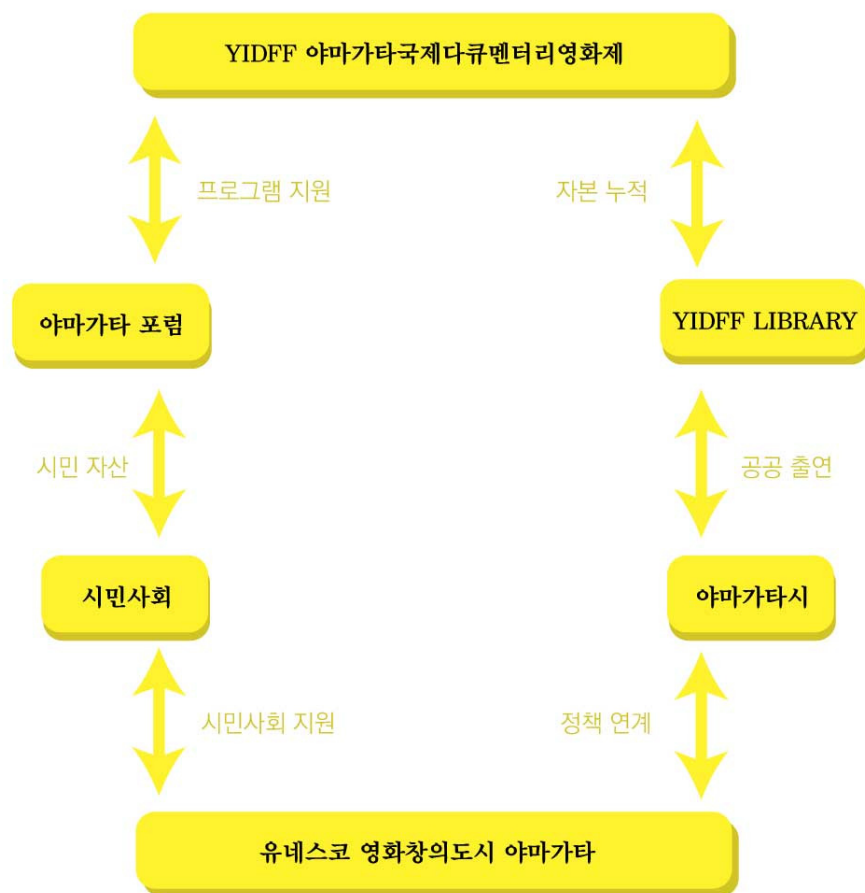 YIDFF 야마가타국제다큐멘터리영화제
프로그램 지원
자본 누적
야마가타 포럼
YIDFF LIBRARY
시민 자산
공공 출연
시민사회
야마가타시
시민사회 지원
정책 연계
유네스코 영화창의도시 야마가타